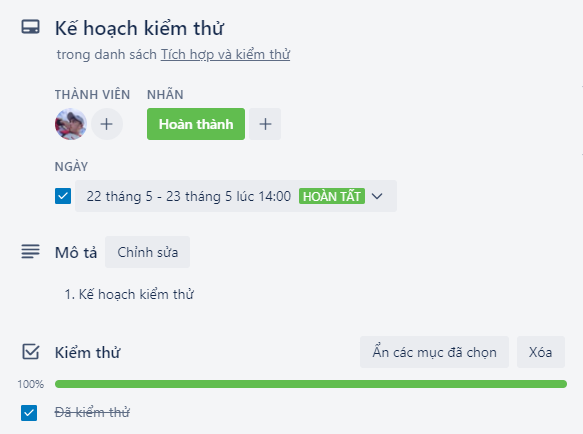 Kế hoạch kiểm thử
trong danh sách Tích hợp và kiểm thử
THÀNH VIÊN NHÃN
Hoàn thành
NGÀY
22 tháng 5 - 23 tháng 5 lúc 14:00 HOÀN TẤT
Mô tả Chỉnh sửa
1. Kế hoạch kiểm thử
Kiểm thử Ẩn các mục đã chọn Xóa
100%
Đã kiểm thử